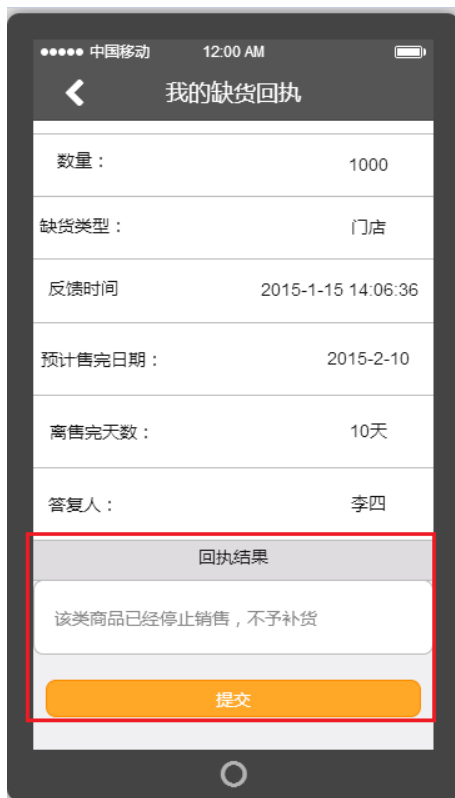 ●●●●● 中国移动 12:00 AM
我的缺货回执
数量： 1000
缺货类型： 门店
反馈时间 2015-1-15 14:06:36
预计售完日期： 2015-2-10
离售完天数： 10天
答复人： 李四
回执结果
该类商品已经停止销售，不予补货
提交